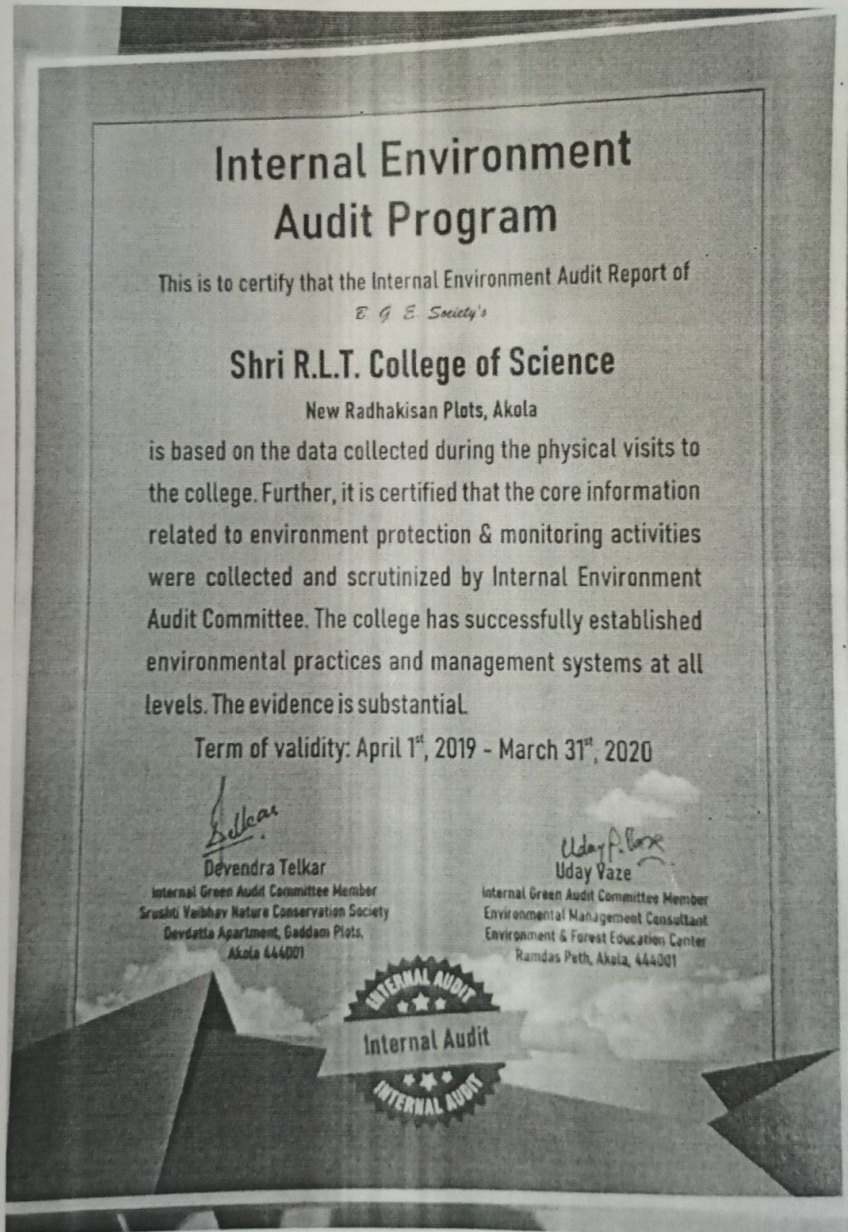 Internal Environment
Audit Program
This is to certify that the Internal Environment Audit Report of
B G E Society's
Shri R.L.T. College of Science
New Radhakisan Plots, Akola
is based on the data collected during the physical visits to
the college. Further, it is certified that the core information
related to environment protection & monitoring activities
were collected and scrutinized by Internal Environment
Audit Committee. The college has successfully established
environmental practices and management systems at all
levels. The evidence is substantial.
Term of validity: April 1st, 2019 - March 31st, 2020
Devendra Telkar
Internal Green Audit Committee Member
Srushti Vaibhav Nature Conservation Society
Devdatta Apartment, Gaddam Plots,
Akola 444001
Uday Vaze
Internal Green Audit Committee Member
Environmental Management Consultant
Environment & Forest Education Center
Ramdas Peth, Akola, 444001
INTERNAL AUDIT
Internal Audit
INTERNAL AUDIT